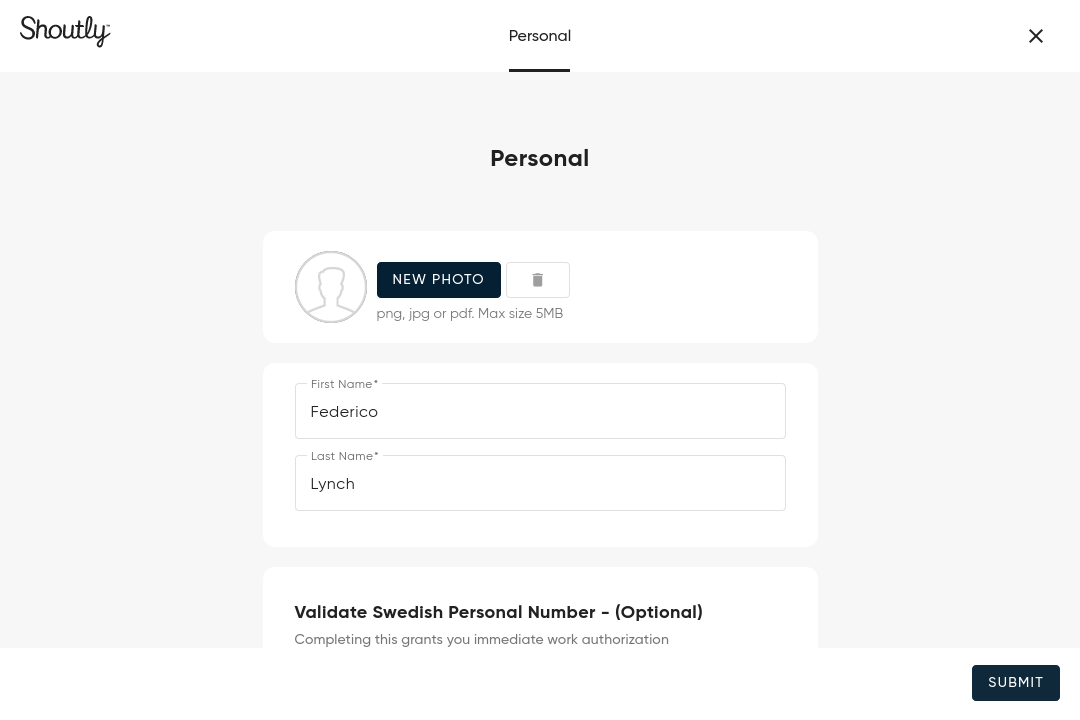 Shoutly™
Personal
Personal
NEW PHOTO
png, jpg or pdf. Max size 5MB
First Name*
Federico
Last Name*
Lynch
Validate Swedish Personal Number - (Optional)
Completing this grants you immediate work authorization
SUBMIT